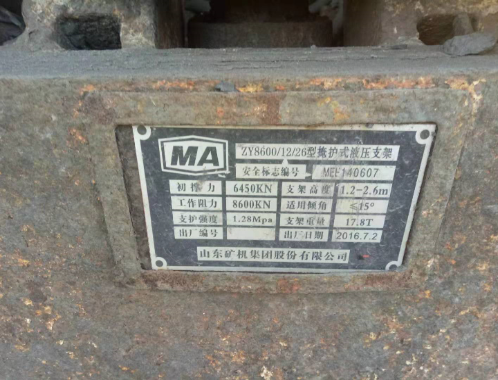 MA
ZY8600/12/26型掩护式液压支架
安全标志编号 MEE140607
初撑力 6450KN 支架高度 1.2-2.6m
工作阻力 8600KN 适用倾角 ≤15°
支护强度 1.28Mpa 支架重量 17.8T
出厂编号 出厂日期 2016.7.2
山东矿机集团股份有限公司